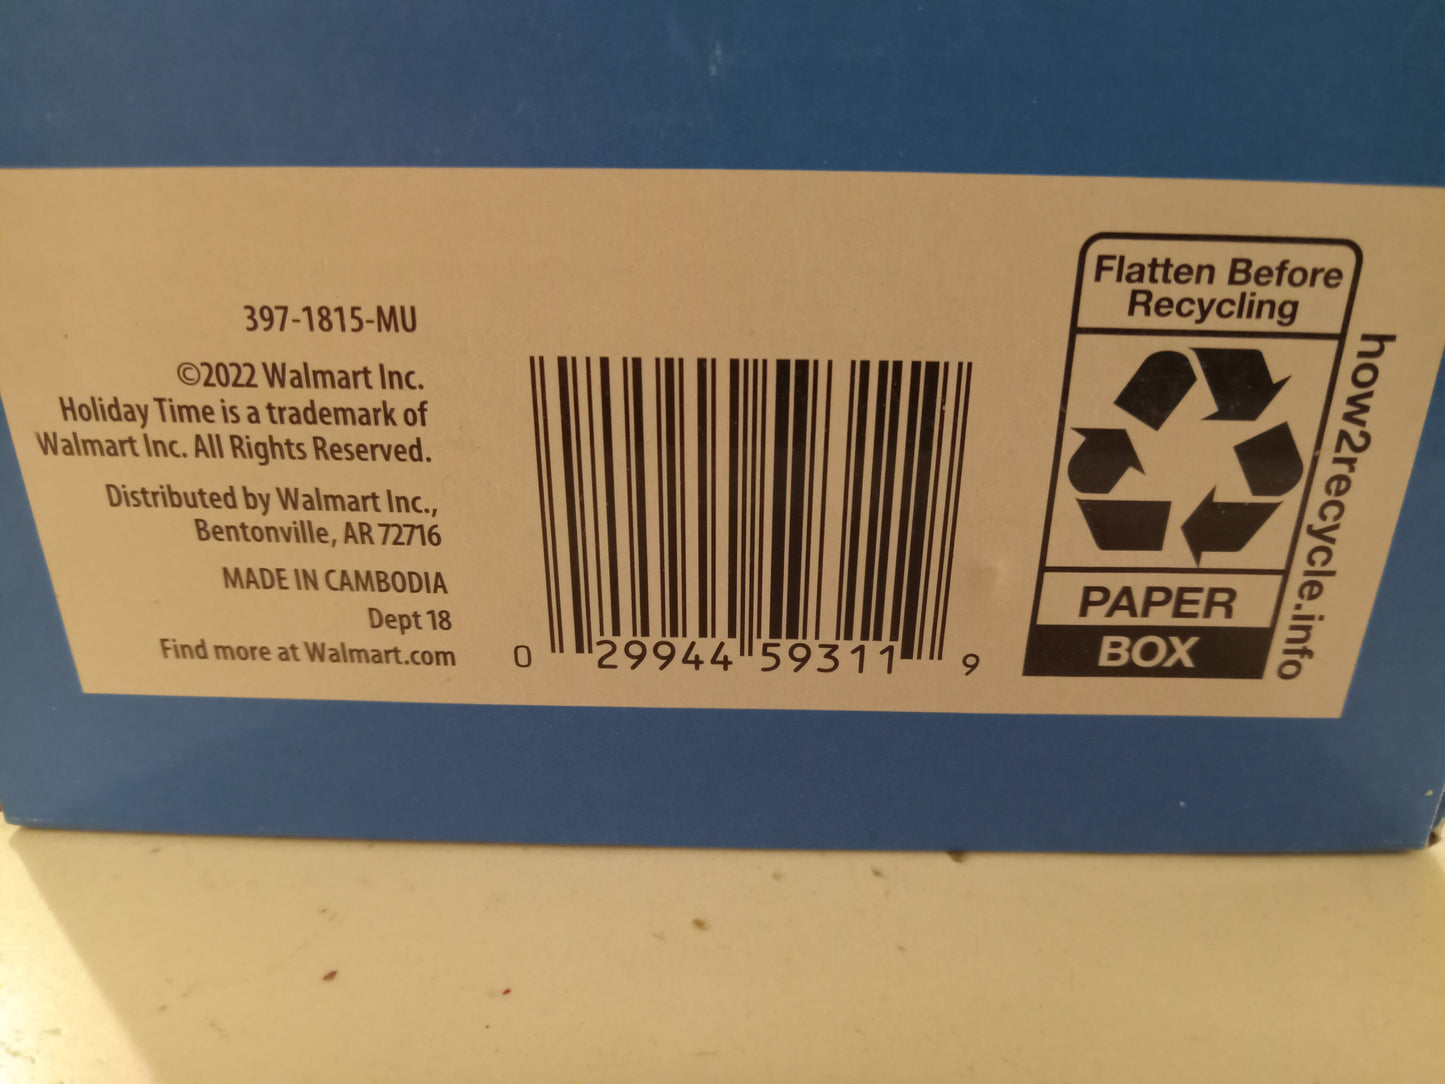 397-1815-MU
©2022 Walmart Inc.
Holiday Time is a trademark of
Walmart Inc. All Rights Reserved.
Distributed by Walmart Inc.,
Bentonville, AR 72716
MADE IN CAMBODIA
Dept 18
Find more at Walmart.com
0 29944 59311 9
Flatten Before
Recycling
PAPER
BOX
how2recycle.info